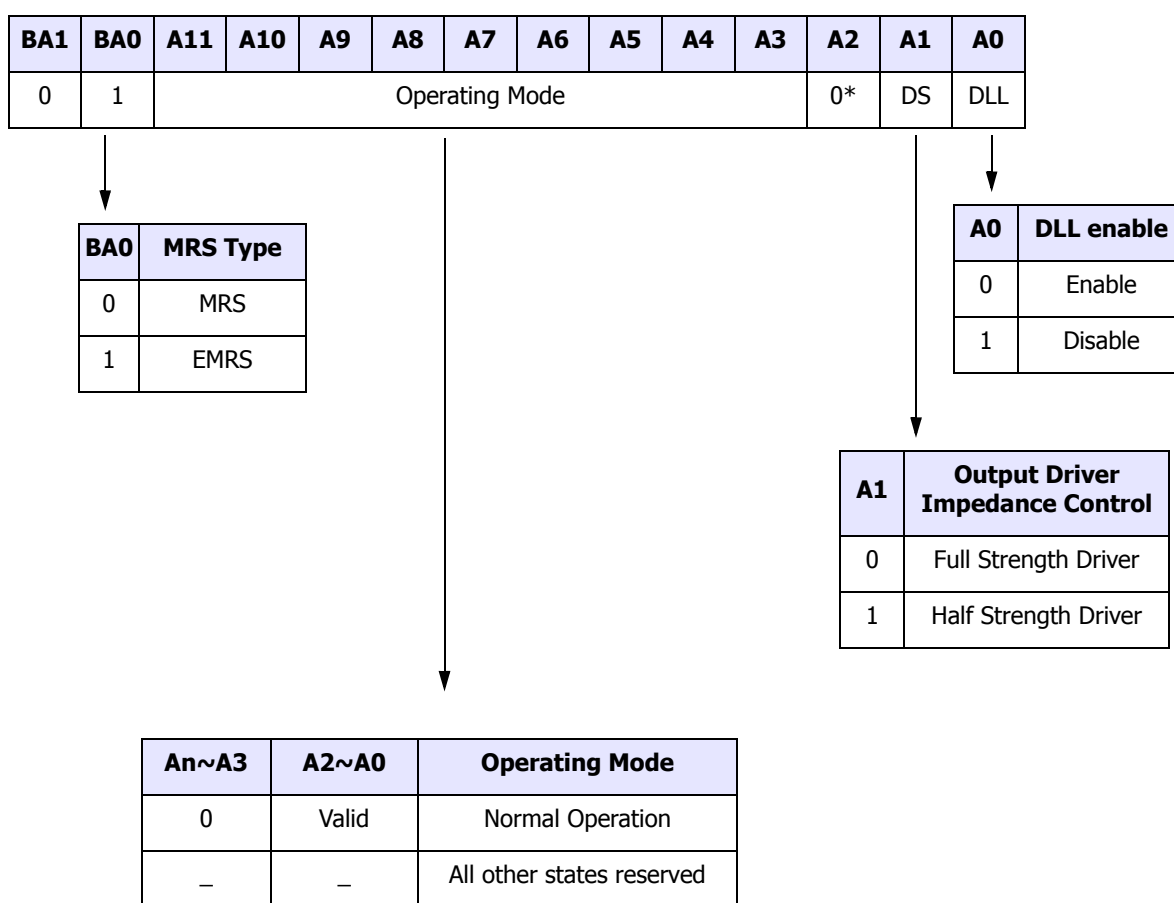 BA1 BA0 A11 A10 A9 A8 A7 A6 A5 A4 A3 A2 A1 A0
0 1 Operating Mode 0* DS DLL
BA0 MRS Type
0 MRS
1 EMRS
A0 DLL enable
0 Enable
1 Disable
A1 Output Driver
Impedance Control
0 Full Strength Driver
1 Half Strength Driver
An~A3 A2~A0 Operating Mode
0 Valid Normal Operation
_ _ All other states reserved